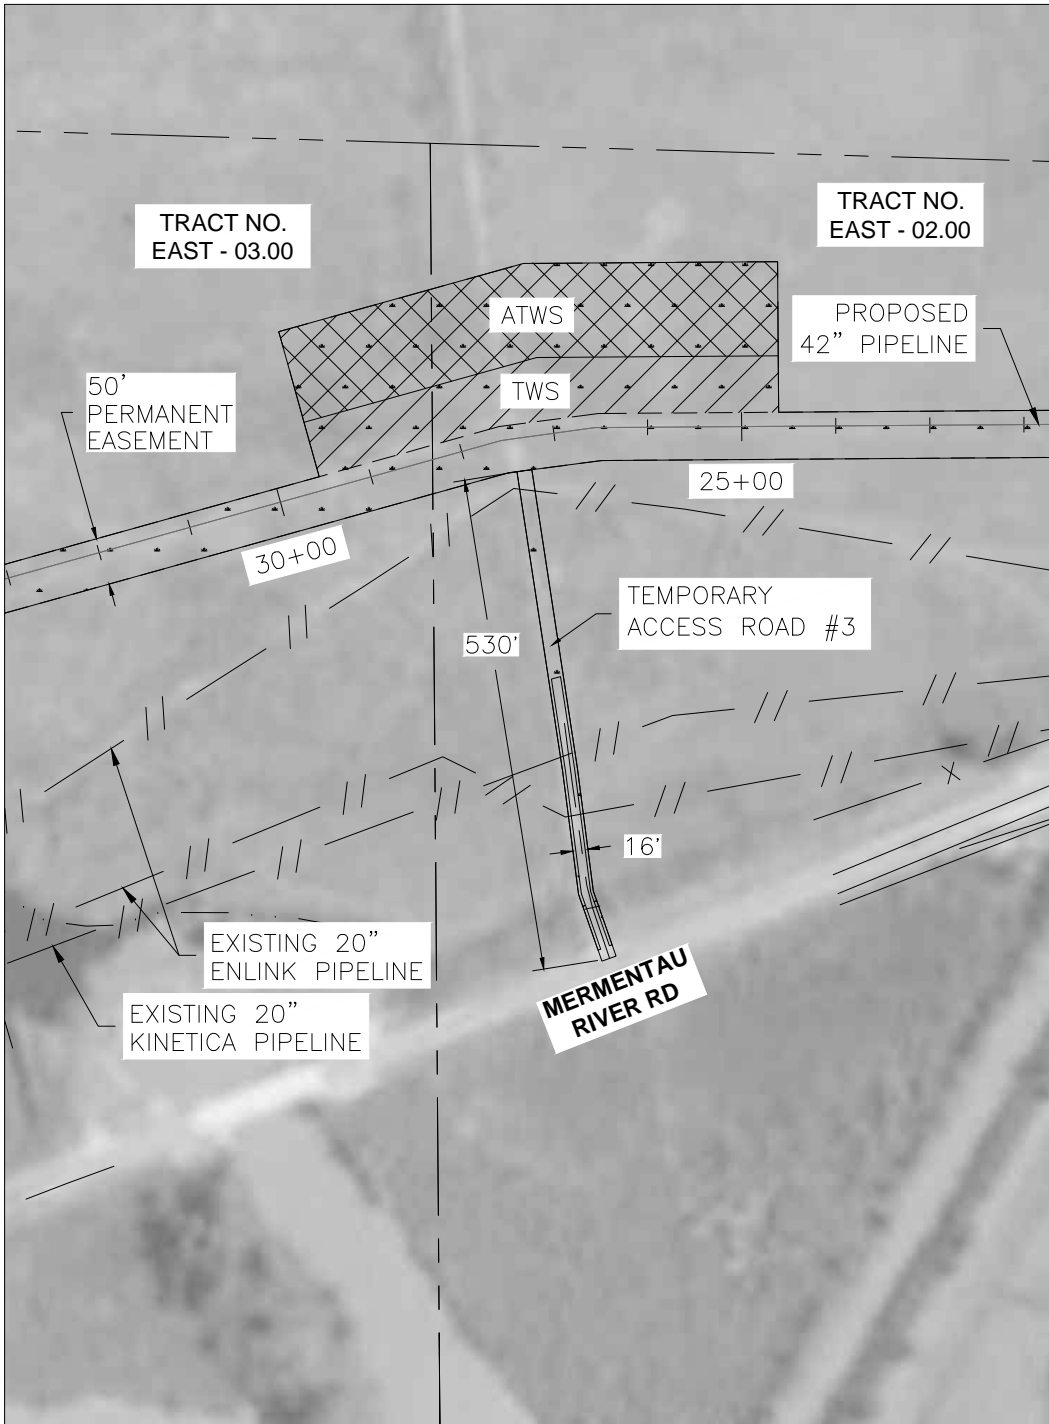 TRACT NO.
EAST - 03.00
TRACT NO.
EAST - 02.00
ATWS
PROPOSED
42” PIPELINE
TWS
50’
PERMANENT
EASEMENT
25+00
30+00
TEMPORARY
ACCESS ROAD #3
530’
16’
EXISTING 20”
ENLINK PIPELINE
MERMENTAU
RIVER RD
EXISTING 20”
KINETICA PIPELINE